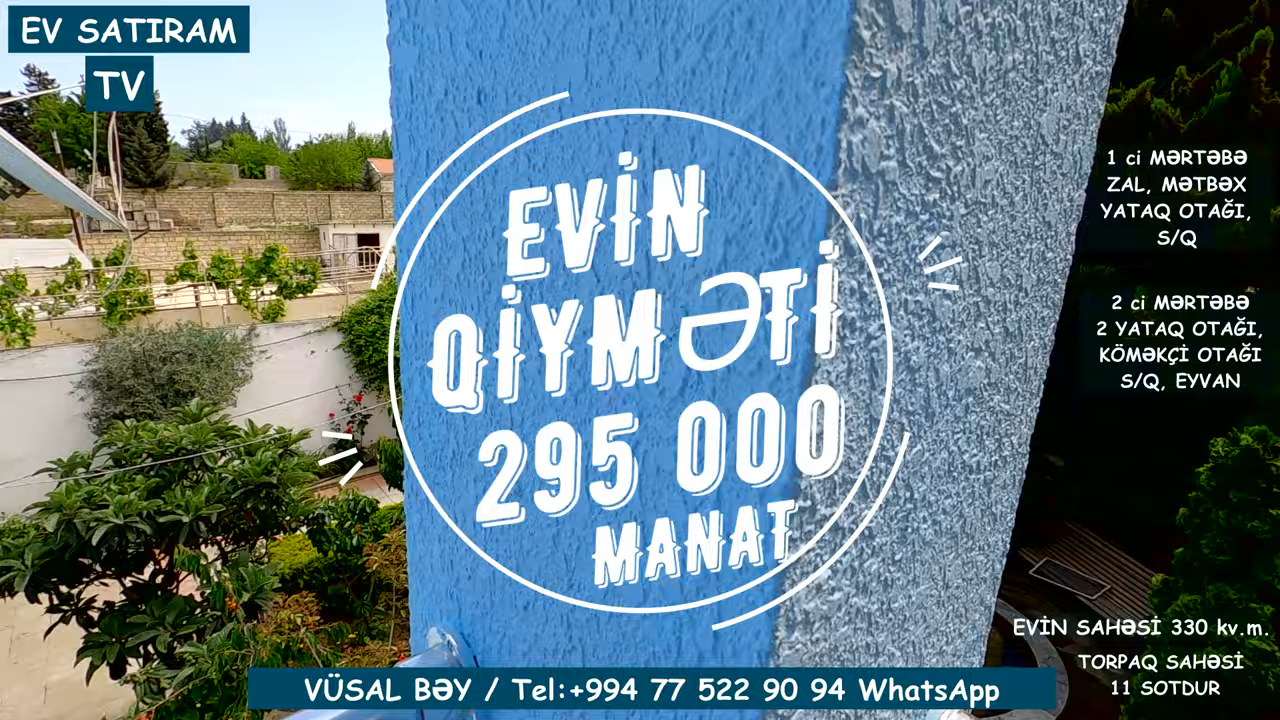 EV SATIRAM
TV
EVİN
QİYMƏTİ
295 000
MANAT
1 ci MƏRTƏBƏ
ZAL, MƏTBƏX
YATAQ OTAĞI,
S/Q
2 ci MƏRTƏBƏ
2 YATAQ OTAĞI,
KÖMƏKÇİ OTAĞI
S/Q, EYVAN
EVİN SAHƏSİ 330 kv.m.
TORPAQ SAHƏSİ
11 SOTDUR
VÜSAL BƏY / Tel:+994 77 522 90 94 WhatsApp